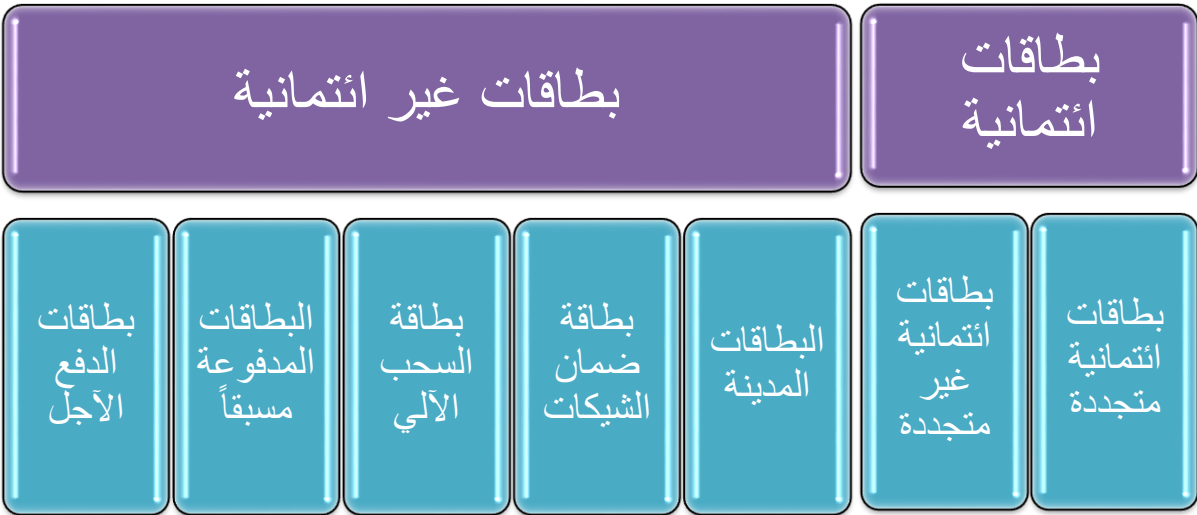 بطاقات
ائتمانية
بطاقات غير ائتمانية
بطاقات
ائتمانية
متجددة
بطاقات
ائتمانية
غير
متجددة
البطاقات
المدينة
بطاقة
ضمان
الشيكات
بطاقة
السحب
الآلي
البطاقات
المدفوعة
مسبقاً
بطاقات
الدفع
الآجل